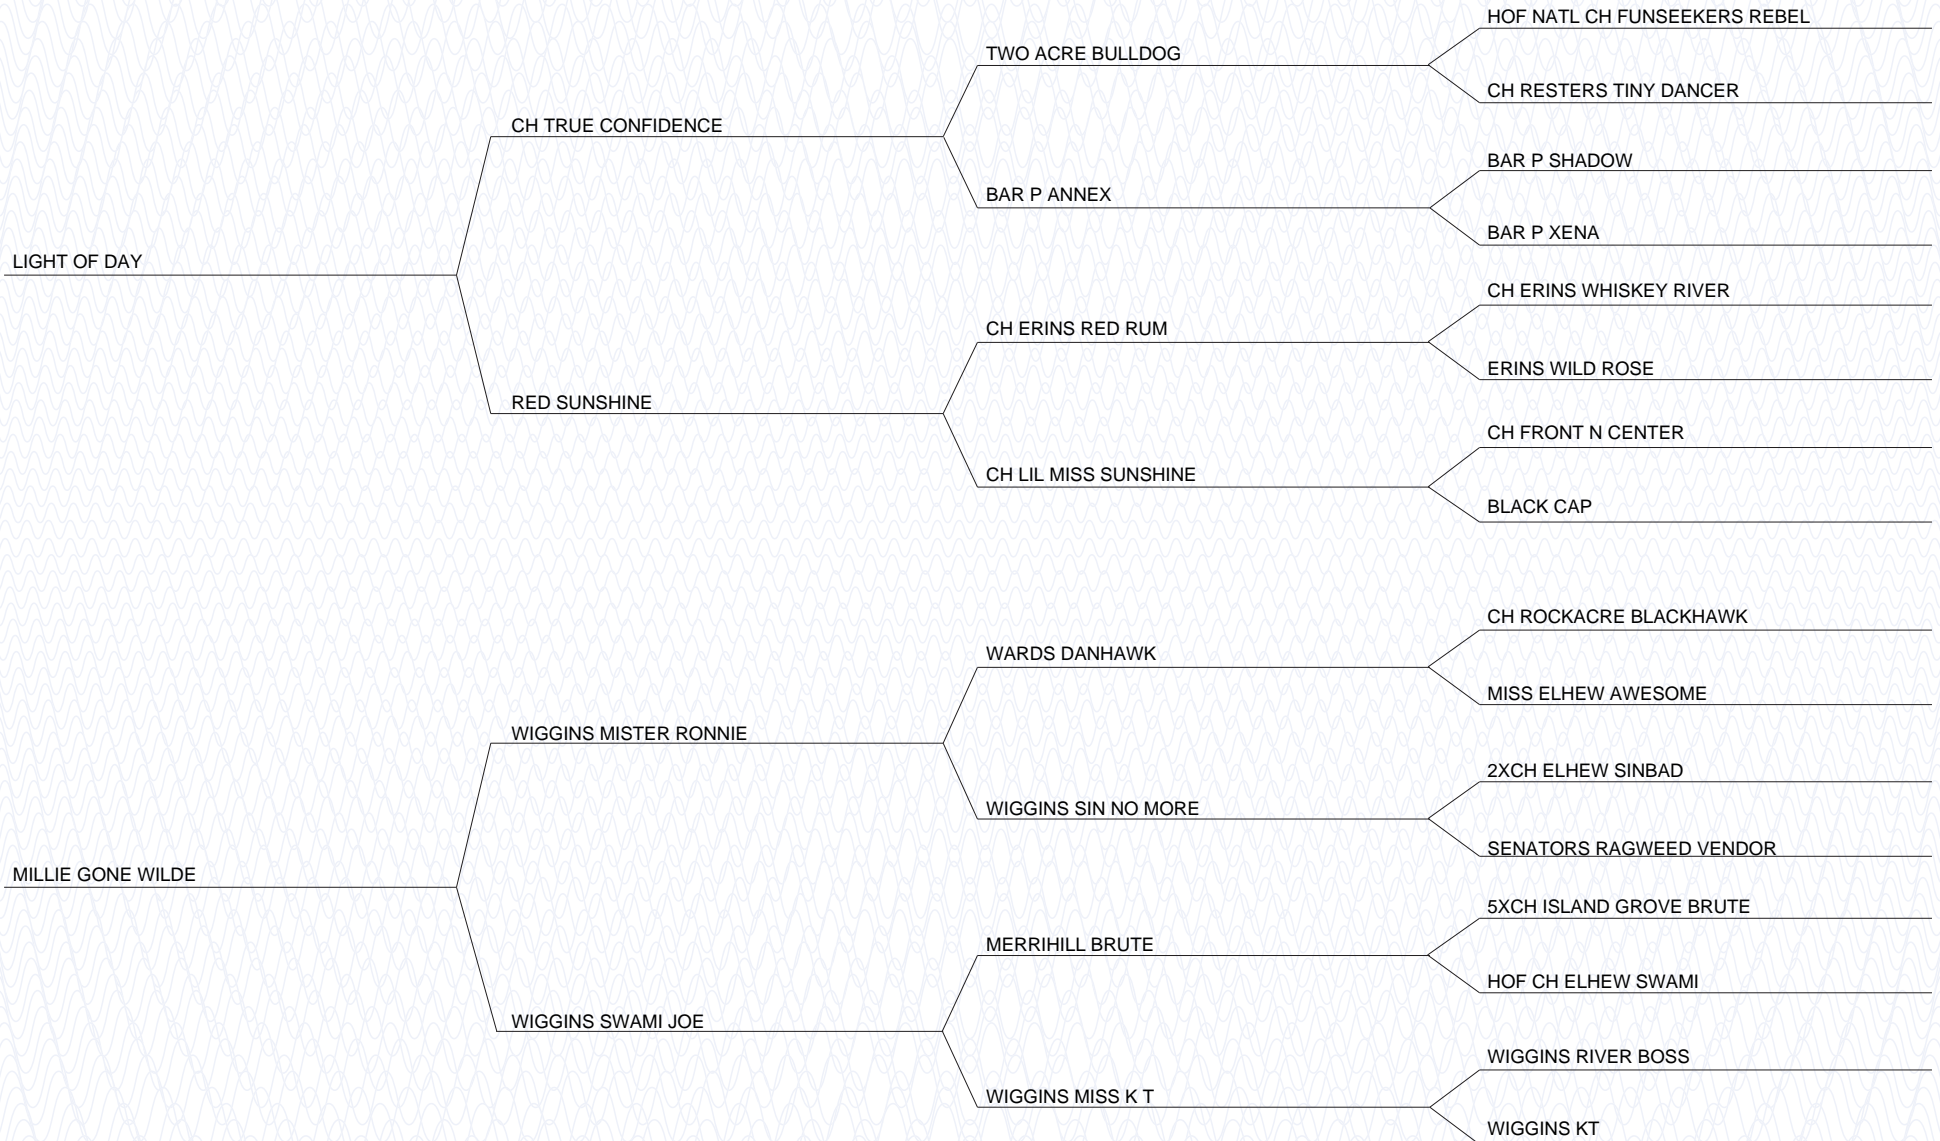 HOF NATL CH FUNSEEKERS REBEL
TWO ACRE BULLDOG
CH RESTERS TINY DANCER
CH TRUE CONFIDENCE
BAR P SHADOW
BAR P ANNEX
BAR P XENA
LIGHT OF DAY
CH ERINS WHISKEY RIVER
CH ERINS RED RUM
ERINS WILD ROSE
RED SUNSHINE
CH FRONT N CENTER
CH LIL MISS SUNSHINE
BLACK CAP
CH ROCKACRE BLACKHAWK
WARDS DANHAWK
MISS ELHEW AWESOME
WIGGINS MISTER RONNIE
2XCH ELHEW SINBAD
WIGGINS SIN NO MORE
SENATORS RAGWEED VENDOR
MILLIE GONE WILDE
5XCH ISLAND GROVE BRUTE
MERRIHILL BRUTE
HOF CH ELHEW SWAMI
WIGGINS SWAMI JOE
WIGGINS RIVER BOSS
WIGGINS MISS K T
WIGGINS KT